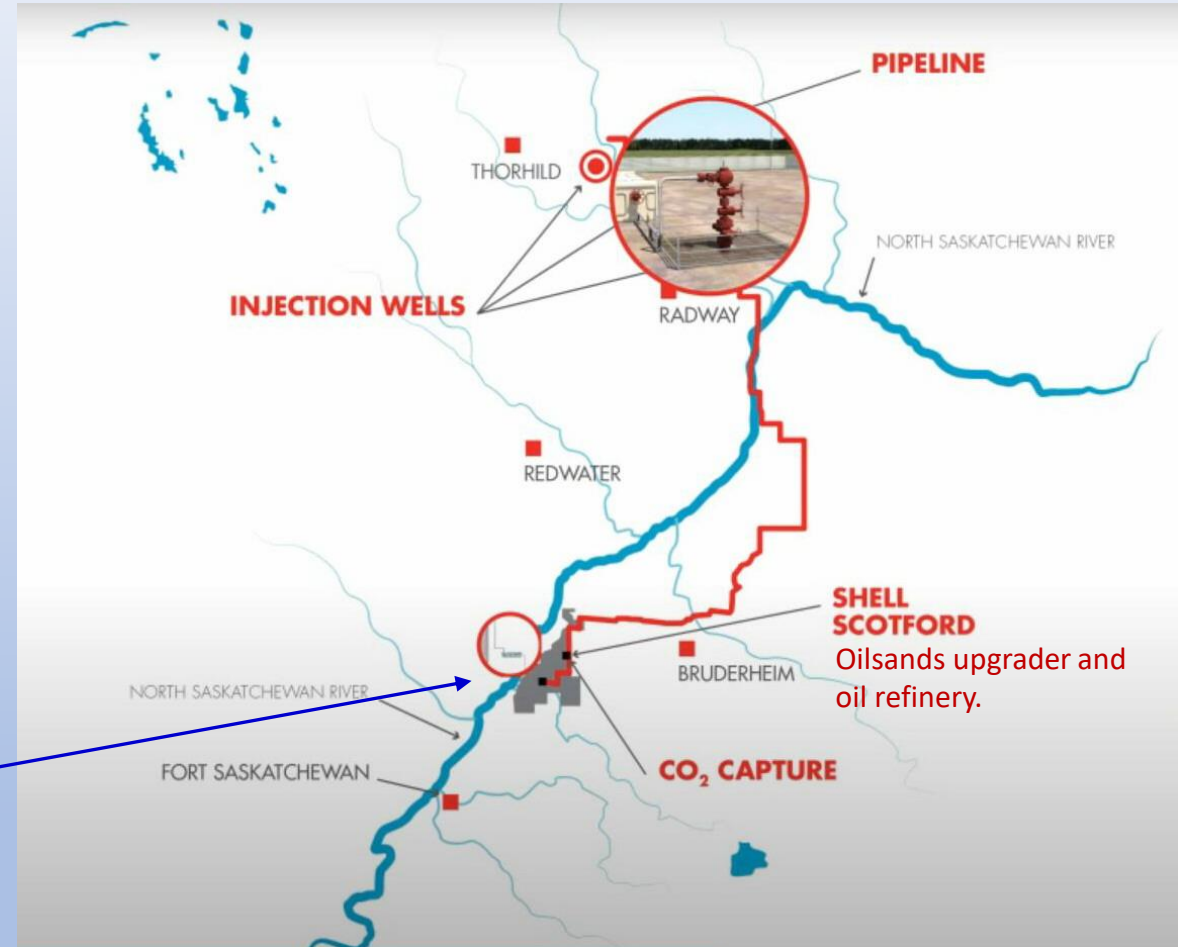 PIPELINE
THORHILD
NORTH SASKATCHEWAN RIVER
INJECTION WELLS
RADWAY
REDWATER
SHELL
SCOTFORD
Oilsands upgrader and
oil refinery.
BRUDERHEIM
NORTH SASKATCHEWAN RIVER
FORT SASKATCHEWAN
CO₂ CAPTURE